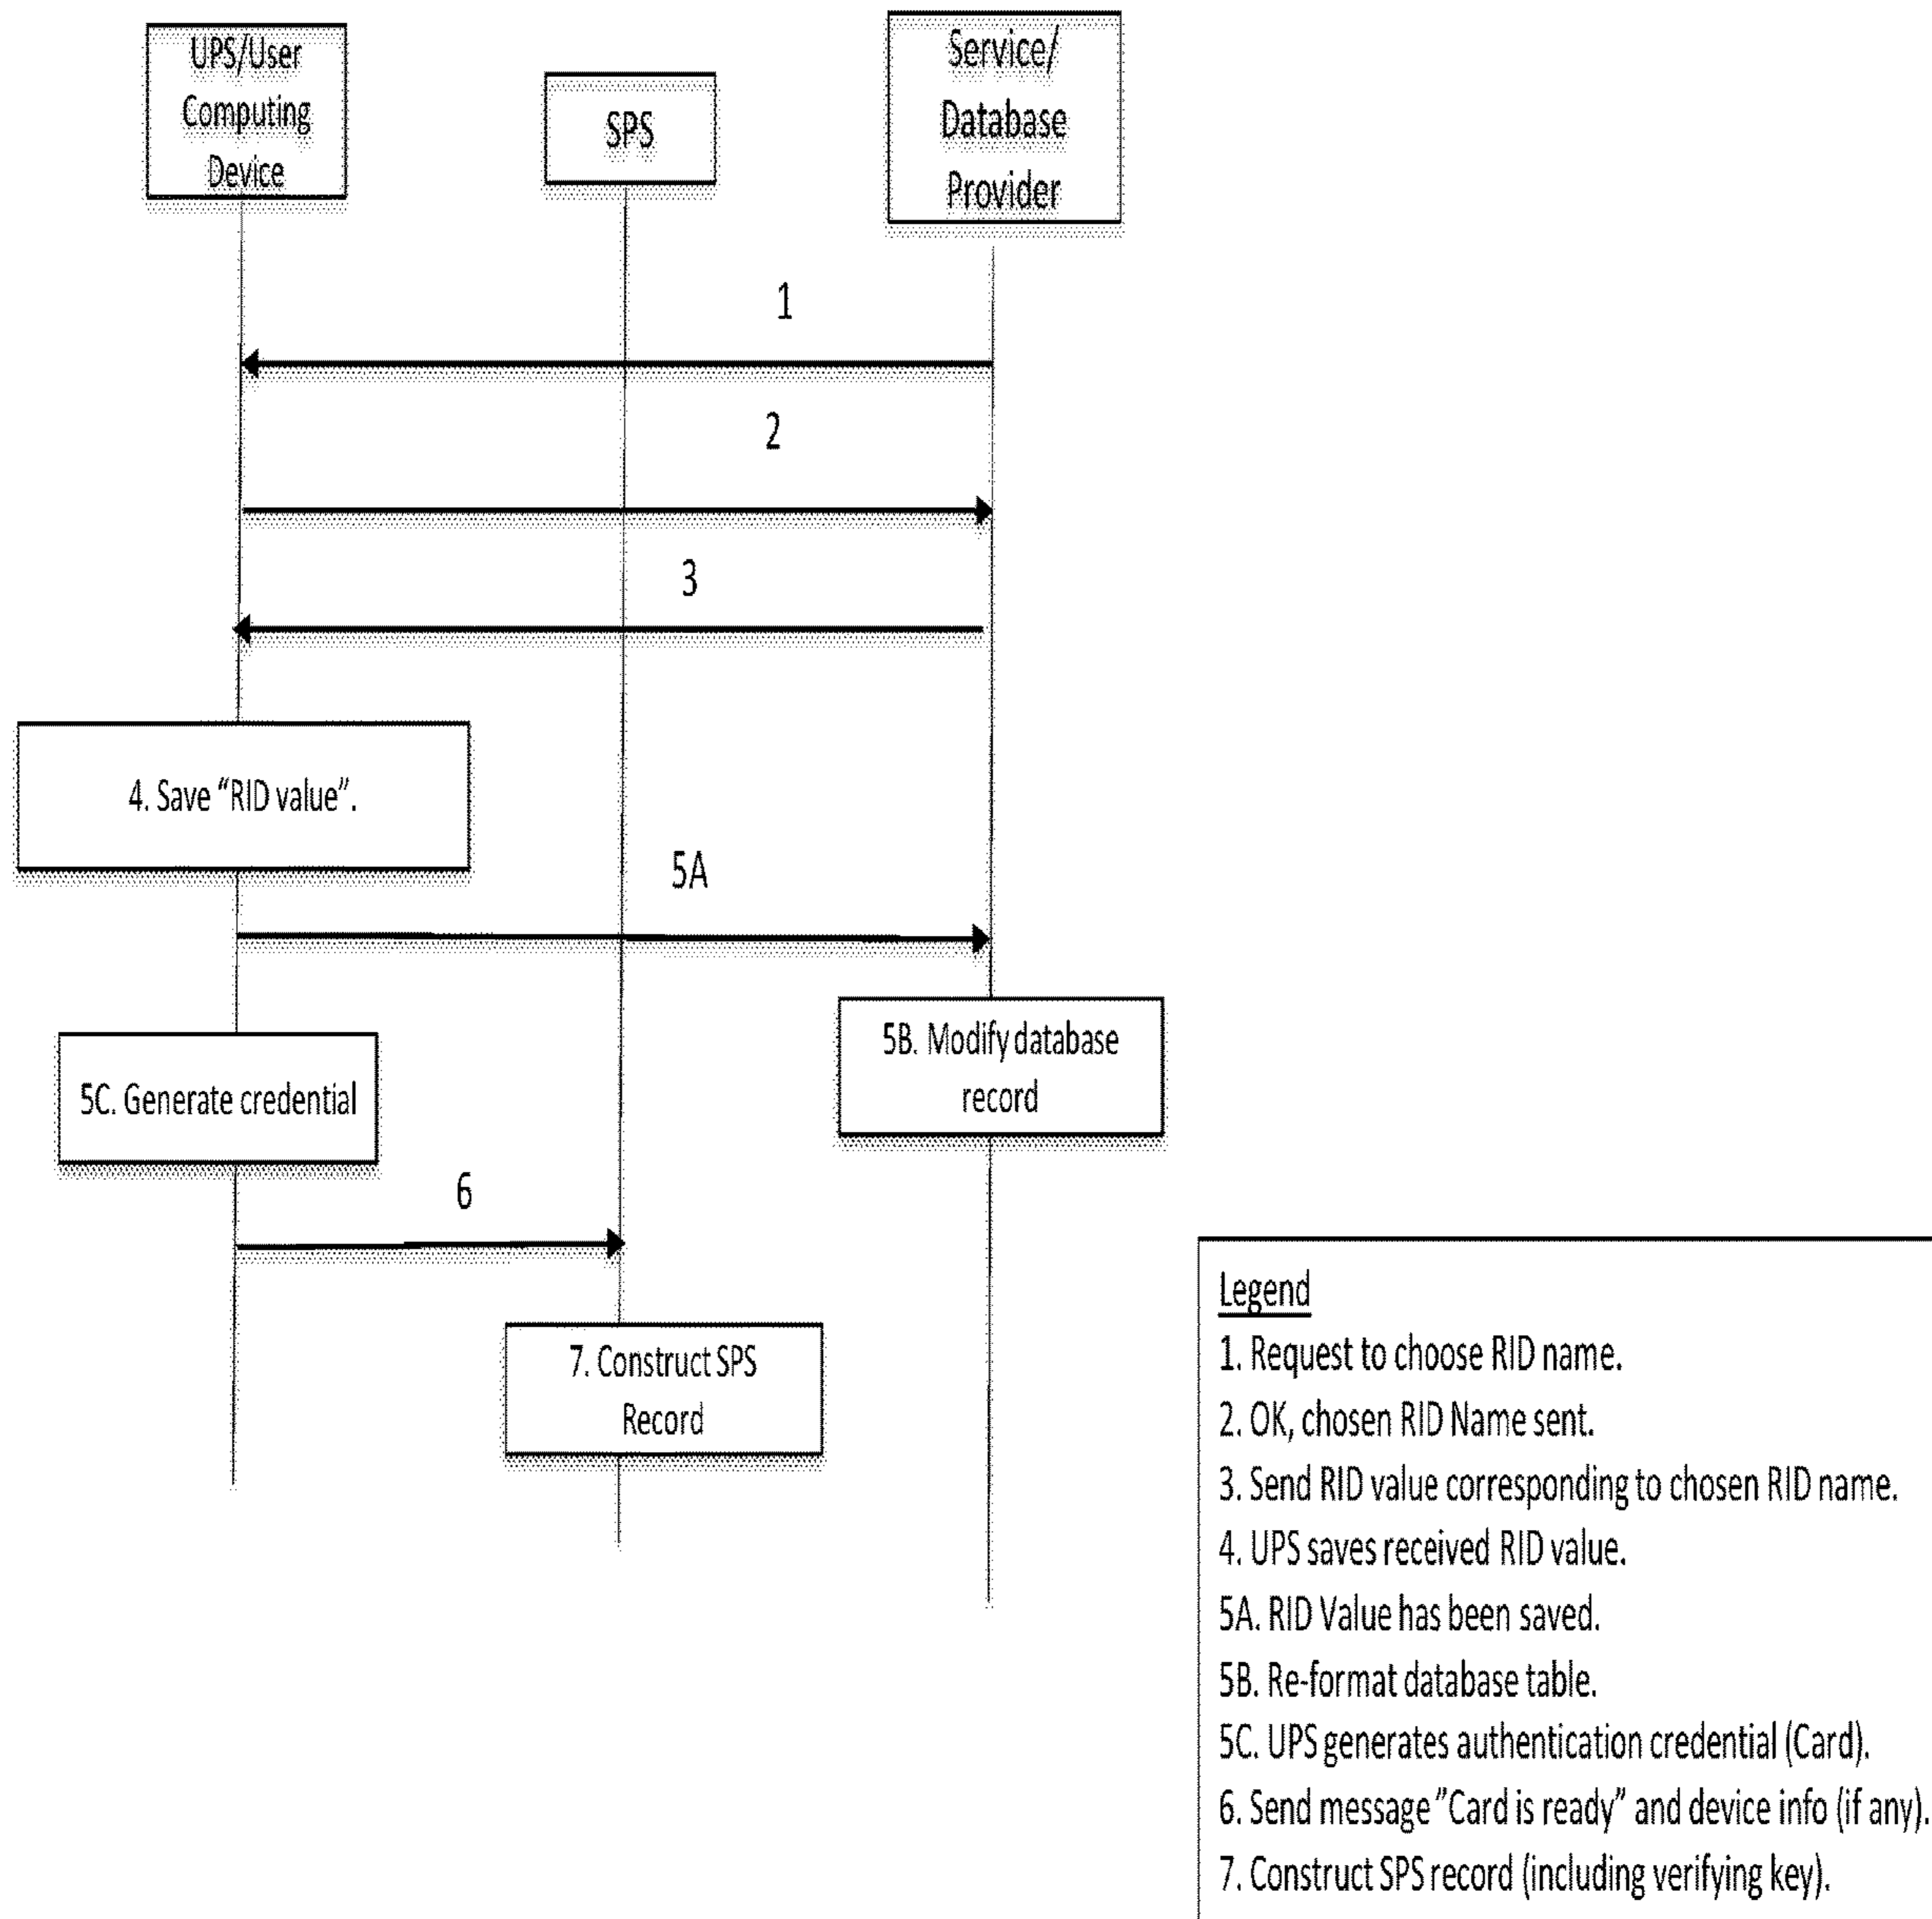 UPS/User
Computing
Device
SPS
Service/
Database
Provider
1
2
3
4. Save “RID value”.
5A
5B. Modify database
record
5C. Generate credential
6
7. Construct SPS
Record
Legend
1. Request to choose RID name.
2. OK, chosen RID Name sent.
3. Send RID value corresponding to chosen RID name.
4. UPS saves received RID value.
5A. RID Value has been saved.
5B. Re-format database table.
5C. UPS generates authentication credential (Card).
6. Send message ”Card is ready” and device info (if any).
7. Construct SPS record (including verifying key).